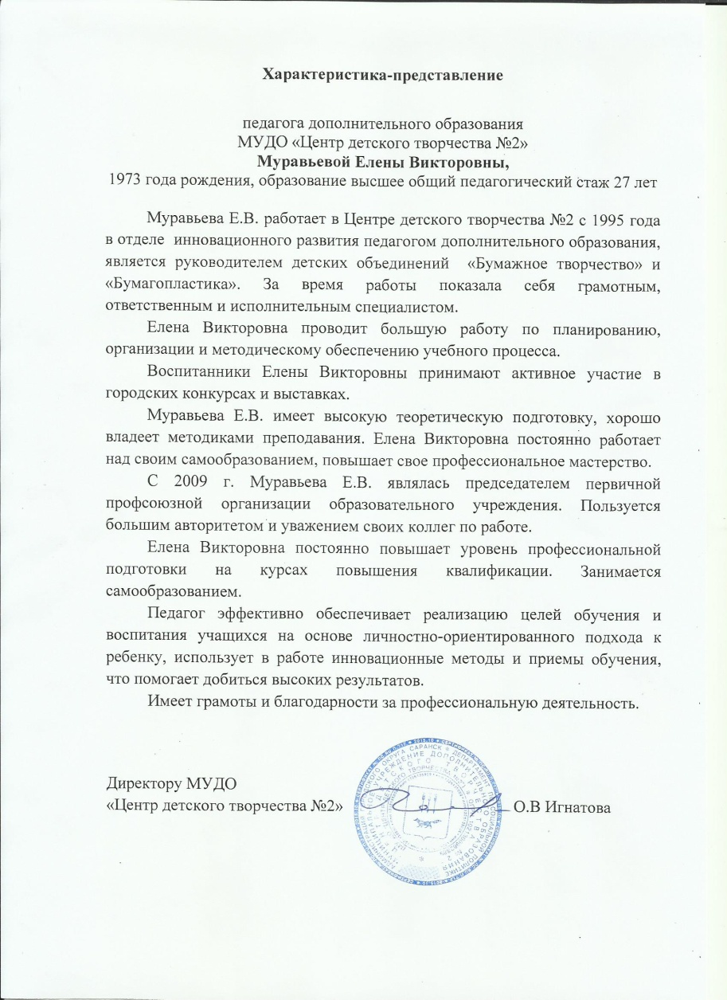 Характеристика-представление
педагога дополнительного образования
МУДО «Центр детского творчества №2»
Муравьевой Елены Викторовны,
1973 года рождения, образование высшее общий педагогический стаж 27 лет
Муравьева Е.В. работает в Центре детского творчества №2 с 1995 года
в отделе инновационного развития педагогом дополнительного образования,
является руководителем детских объединений «Бумажное творчество» и
«Бумагопластика». За время работы показала себя грамотным,
ответственным и исполнительным специалистом.
Елена Викторовна проводит большую работу по планированию,
организации и методическому обеспечению учебного процесса.
Воспитанники Елены Викторовны принимают активное участие в
городских конкурсах и выставках.
Муравьева Е.В. имеет высокую теоретическую подготовку, хорошо
владеет методиками преподавания. Елена Викторовна постоянно работает
над своим самообразованием, повышает свое профессиональное мастерство.
С 2009 г. Муравьева Е.В. являлась председателем первичной
профсоюзной организации образовательного учреждения. Пользуется
большим авторитетом и уважением своих коллег по работе.
Елена Викторовна постоянно повышает уровень профессиональной
подготовки на курсах повышения квалификации. Занимается
самообразованием.
Педагог эффективно обеспечивает реализацию целей обучения и
воспитания учащихся на основе личностно-ориентированного подхода к
ребенку, использует в работе инновационные методы и приемы обучения,
что помогает добиться высоких результатов.
Имеет грамоты и благодарности за профессиональную деятельность.
Директору МУДО
«Центр детского творчества №2» О.В Игнатова